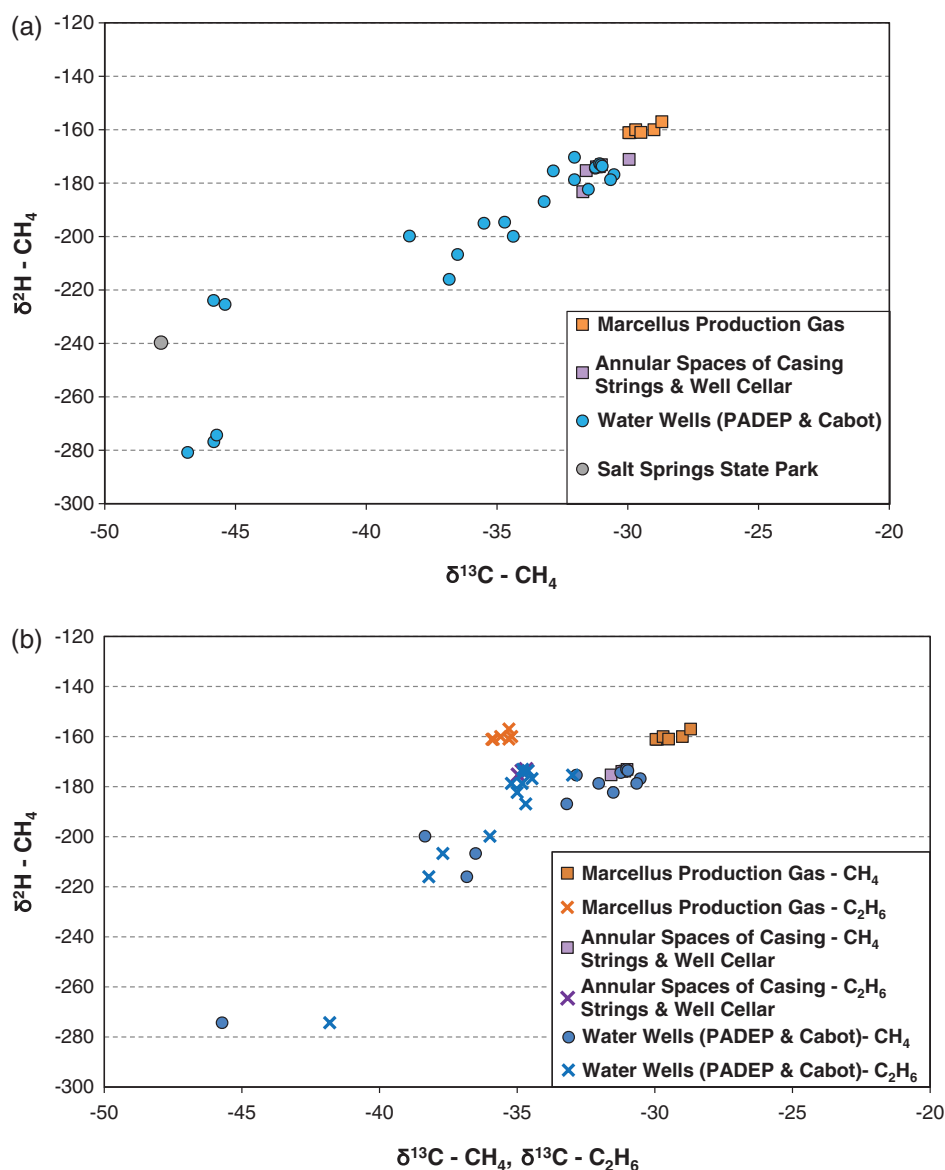 (a)
-120
-140
-160
-180
-200
-220
-240
-260
-280
-300
δ²H - CH₄
-50 -45 -40 -35 -30 -25 -20
δ¹³C - CH₄
Marcellus Production Gas
Annular Spaces of Casing
Strings & Well Cellar
Water Wells (PADEP & Cabot)
Salt Springs State Park
(b)
-120
-140
-160
-180
-200
-220
-240
-260
-280
-300
δ²H - CH₄
-50 -45 -40 -35 -30 -25 -20
δ¹³C - CH₄, δ¹³C - C₂H₆
Marcellus Production Gas - CH₄
Marcellus Production Gas - C₂H₆
Annular Spaces of Casing - CH₄
Strings & Well Cellar
Annular Spaces of Casing - C₂H₆
Strings & Well Cellar
Water Wells (PADEP & Cabot)- CH₄
Water Wells (PADEP & Cabot)- C₂H₆